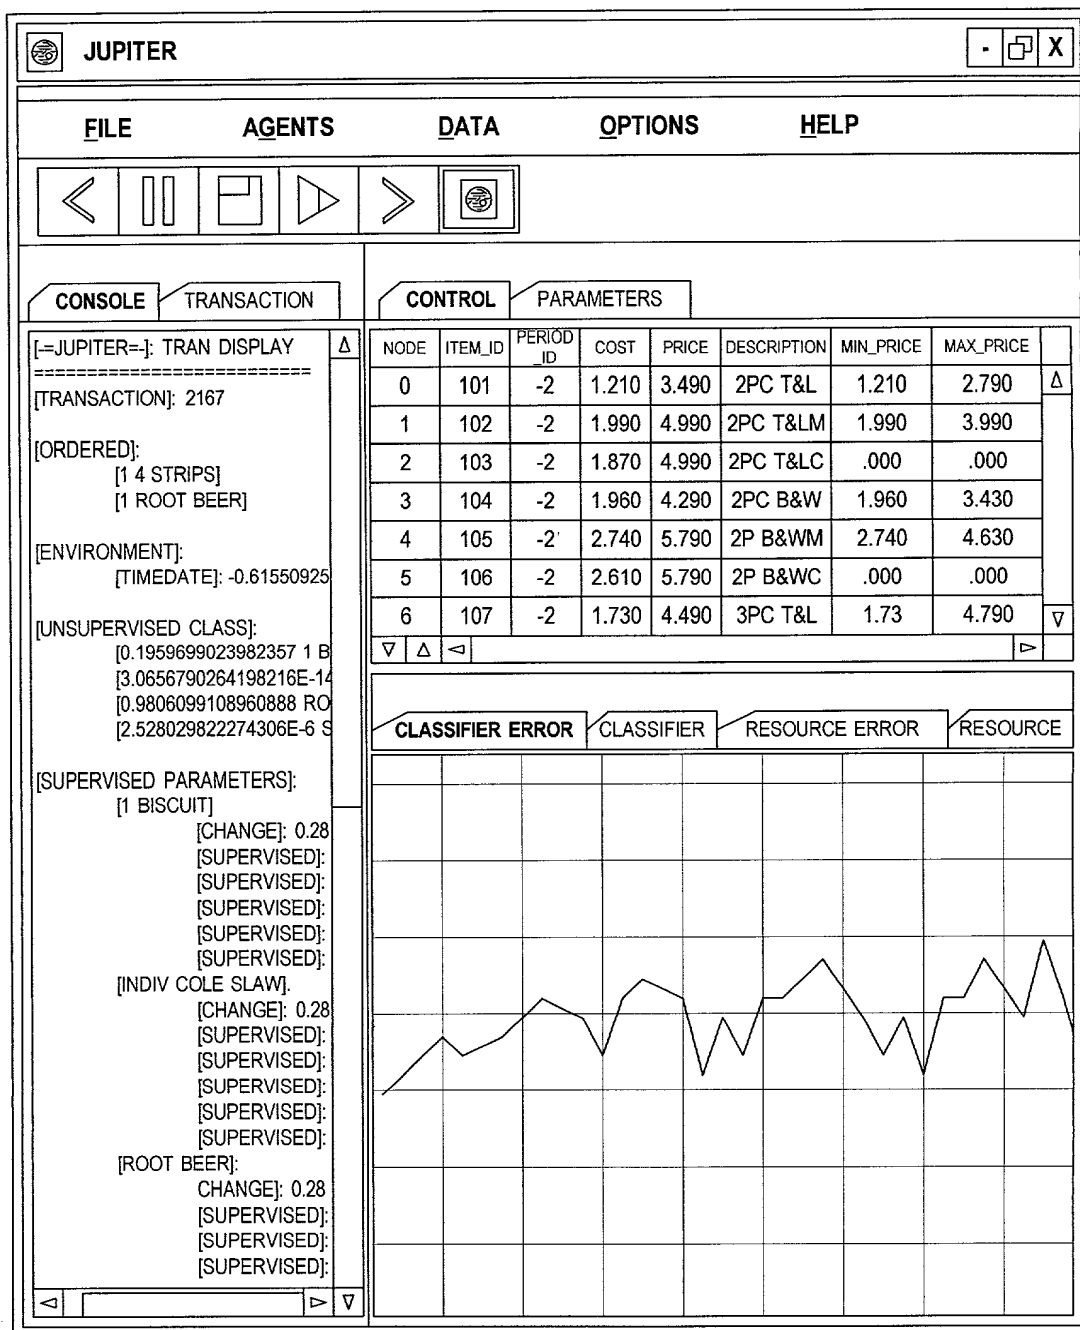 JUPITER
- X
FILE AGENTS DATA OPTIONS HELP
CONSOLE TRANSACTION
[-=JUPITER=-]: TRAN DISPLAY
===========================
[TRANSACTION]: 2167
[ORDERED]:
[1 4 STRIPS]
[1 ROOT BEER]
[ENVIRONMENT]:
[TIMEDATE]: -0.61550925
[UNSUPERVISED CLASS]:
[0.1959699023982357 1 B
[3.0656790264198216E-14
[0.9806099108960888 RO
[2.528029822274306E-6 S
[SUPERVISED PARAMETERS]:
[1 BISCUIT]
[CHANGE]: 0.28
[SUPERVISED]:
[SUPERVISED]:
[SUPERVISED]:
[SUPERVISED]:
[SUPERVISED]:
[INDIV COLE SLAW].
[CHANGE]: 0.28
[SUPERVISED]:
[SUPERVISED]:
[SUPERVISED]:
[SUPERVISED]:
[SUPERVISED]:
[ROOT BEER]:
CHANGE]: 0.28
[SUPERVISED]:
[SUPERVISED]:
[SUPERVISED]:
CONTROL PARAMETERS
NODE ITEM_ID PERIOD_ID COST PRICE DESCRIPTION MIN_PRICE MAX_PRICE
0 101 -2 1.210 3.490 2PC T&L 1.210 2.790
1 102 -2 1.990 4.990 2PC T&LM 1.990 3.990
2 103 -2 1.870 4.990 2PC T&LC .000 .000
3 104 -2 1.960 4.290 2PC B&W 1.960 3.430
4 105 -2 2.740 5.790 2P B&WM 2.740 4.630
5 106 -2 2.610 5.790 2P B&WC .000 .000
6 107 -2 1.730 4.490 3PC T&L 1.73 4.790
CLASSIFIER ERROR CLASSIFIER RESOURCE ERROR RESOURCE